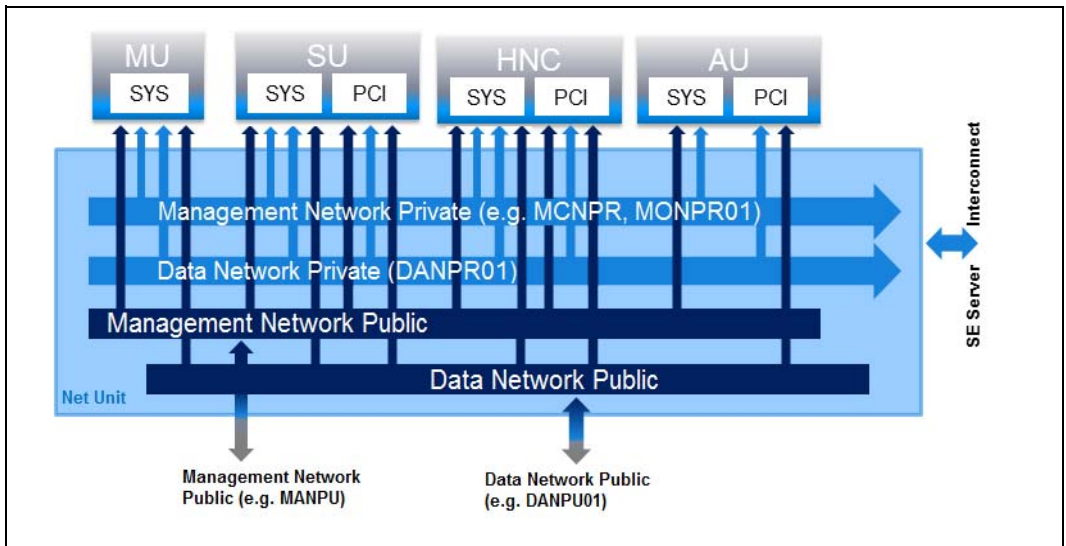 MU
SU
HNC
AU
SYS
SYS
PCI
SYS
PCI
SYS
PCI
Management Network Private (e.g. MCNPR, MONPR01)
Data Network Private (DANPR01)
Management Network Public
Data Network Public
Net Unit
SE Server
Interconnect
Management Network
Public (e.g. MANPU)
Data Network Public
(e.g. DANPU01)